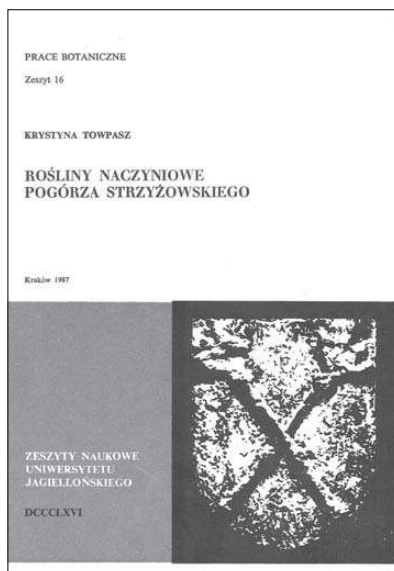 PRACE BOTANICZNE
Zeszyt 16
KRYSTYNA TOWPASZ
ROŚLINY NACZYNIOWE
POGÓRZA STRZYŻOWSKIEGO
Kraków 1987
ZESZYTY NAUKOWE
UNIWERSYTETU
JAGIELLOŃSKIEGO
DCCCLXVI